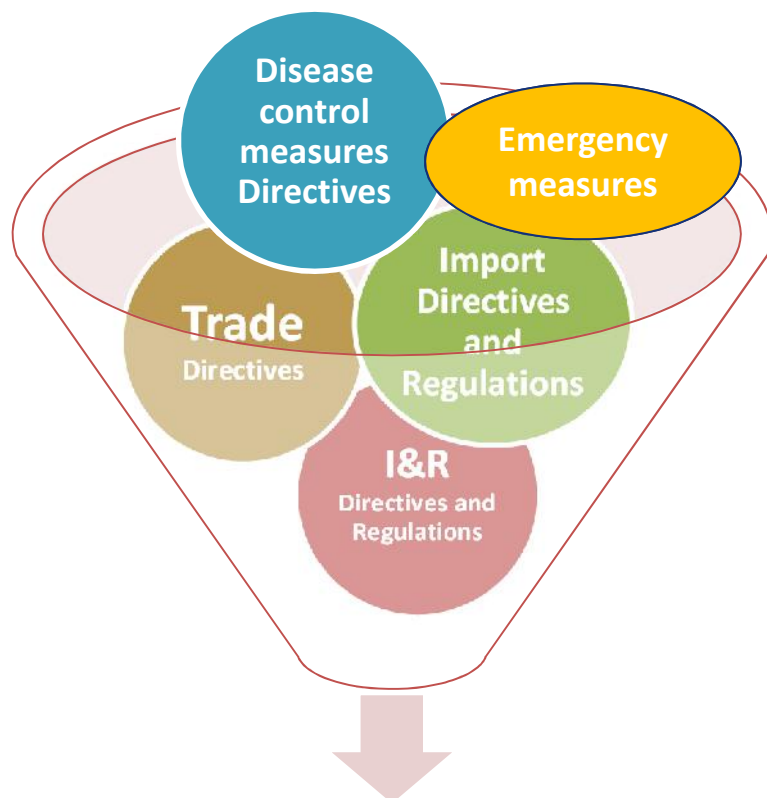 Disease
control
measures
Directives
Emergency
measures
Trade
Directives
Import
Directives
and
Regulations
I&R
Directives and
Regulations